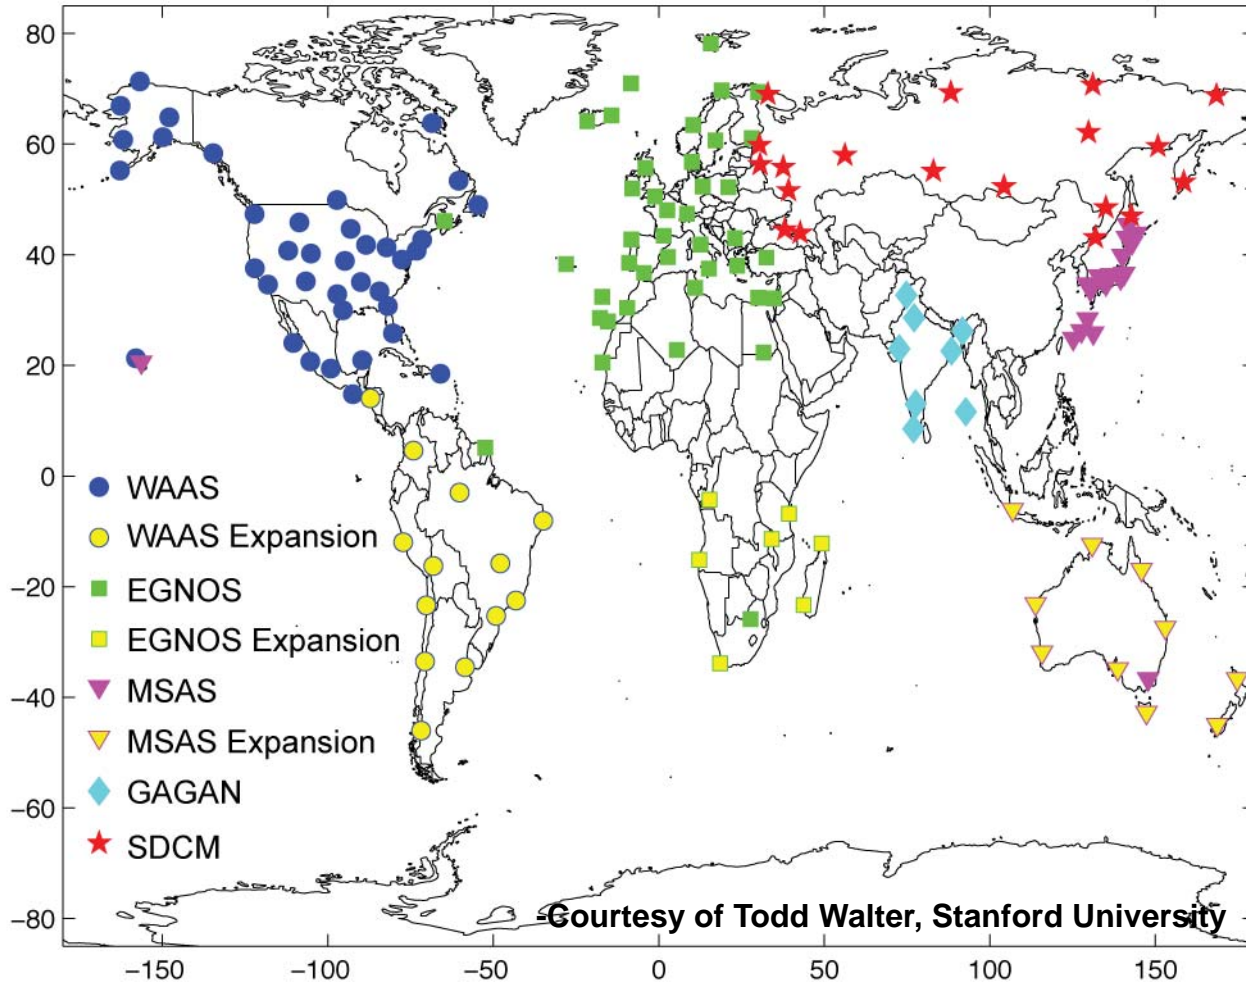 80
60
40
20
0
−20
−40
−60
−80
WAAS
WAAS Expansion
EGNOS
EGNOS Expansion
MSAS
MSAS Expansion
GAGAN
SDCM
-Courtesy of Todd Walter, Stanford University
−150 −100 −50 0 50 100 150